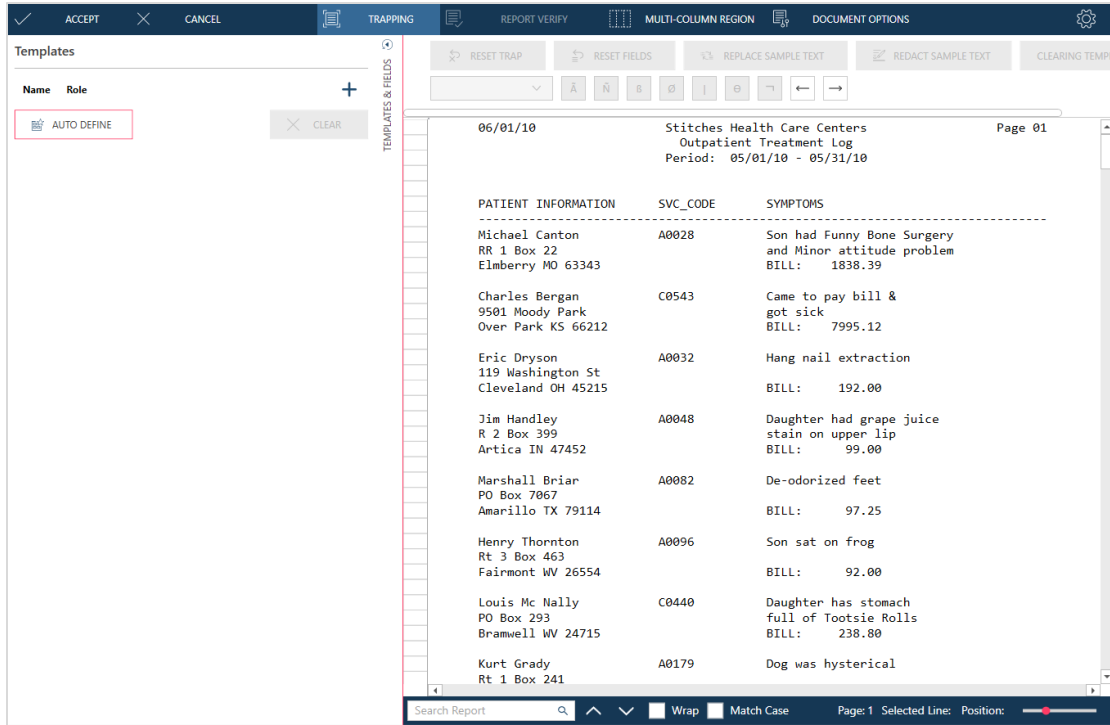 ACCEPT CANCEL TRAPPING REPORT VERIFY MULTI-COLUMN REGION DOCUMENT OPTIONS
Templates
Name Role +
AUTO DEFINE CLEAR
TEMPLATES & FIELDS
RESET TRAP RESET FIELDS REPLACE SAMPLE TEXT REDACT SAMPLE TEXT CLEARING TEMP
Ã Ñ ß Ø | Ɵ ¬ ← →
06/01/10 Stitches Health Care Centers Page 01
Outpatient Treatment Log
Period: 05/01/10 - 05/31/10
PATIENT INFORMATION SVC_CODE SYMPTOMS
-------------------------------------------------------------------------------
Michael Canton A0028 Son had Funny Bone Surgery
RR 1 Box 22 and Minor attitude problem
Elmberry MO 63343 BILL: 1838.39
Charles Bergan C0543 Came to pay bill &
9501 Moody Park got sick
Over Park KS 66212 BILL: 7995.12
Eric Dryson A0032 Hang nail extraction
119 Washington St
Cleveland OH 45215 BILL: 192.00
Jim Handley A0048 Daughter had grape juice
R 2 Box 399 stain on upper lip
Artica IN 47452 BILL: 99.00
Marshall Briar A0082 De-odorized feet
PO Box 7067
Amarillo TX 79114 BILL: 97.25
Henry Thornton A0096 Son sat on frog
Rt 3 Box 463
Fairmont WV 26554 BILL: 92.00
Louis Mc Nally C0440 Daughter has stomach
PO Box 293 full of Tootsie Rolls
Bramwell WV 24715 BILL: 238.80
Kurt Grady A0179 Dog was hysterical
Rt 1 Box 241
Search Report Wrap Match Case Page: 1 Selected Line: Position: